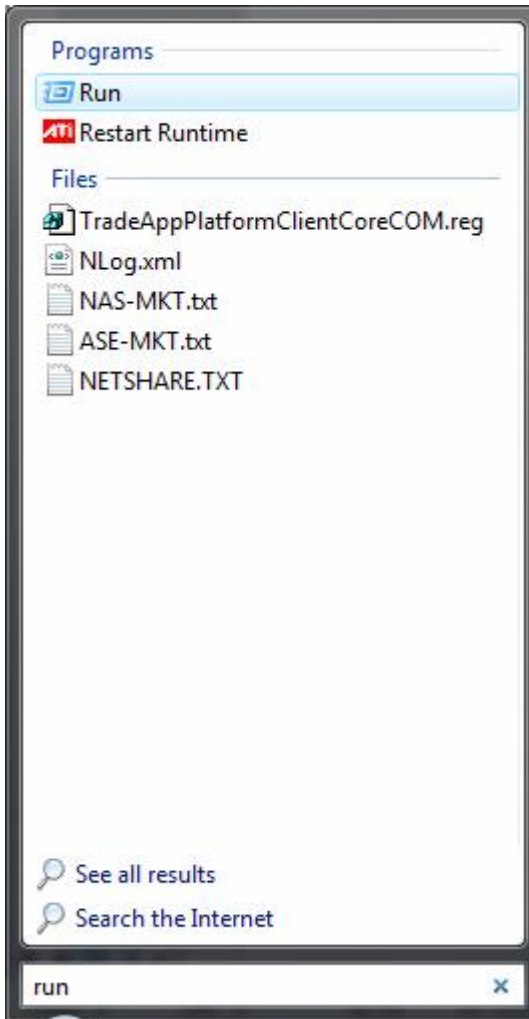 Programs
Run
ATI Restart Runtime
Files
TradeAppPlatformClientCoreCOM.reg
NLog.xml
NAS-MKT.txt
ASE-MKT.txt
NETSHARE.TXT
See all results
Search the Internet
run